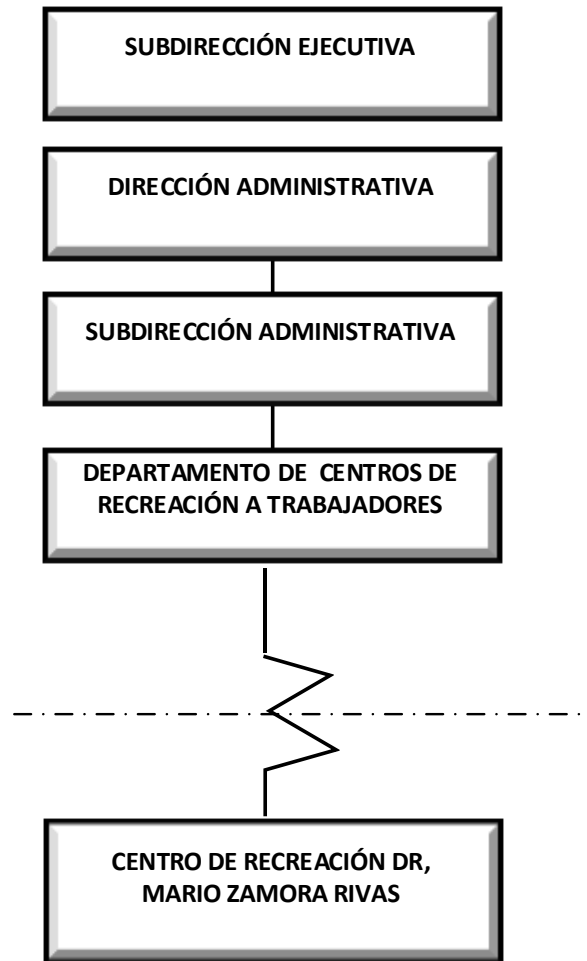 SUBDIRECCIÓN EJECUTIVA
DIRECCIÓN ADMINISTRATIVA
SUBDIRECCIÓN ADMINISTRATIVA
DEPARTAMENTO DE CENTROS DE
RECREACIÓN A TRABAJADORES
CENTRO DE RECREACIÓN DR,
MARIO ZAMORA RIVAS